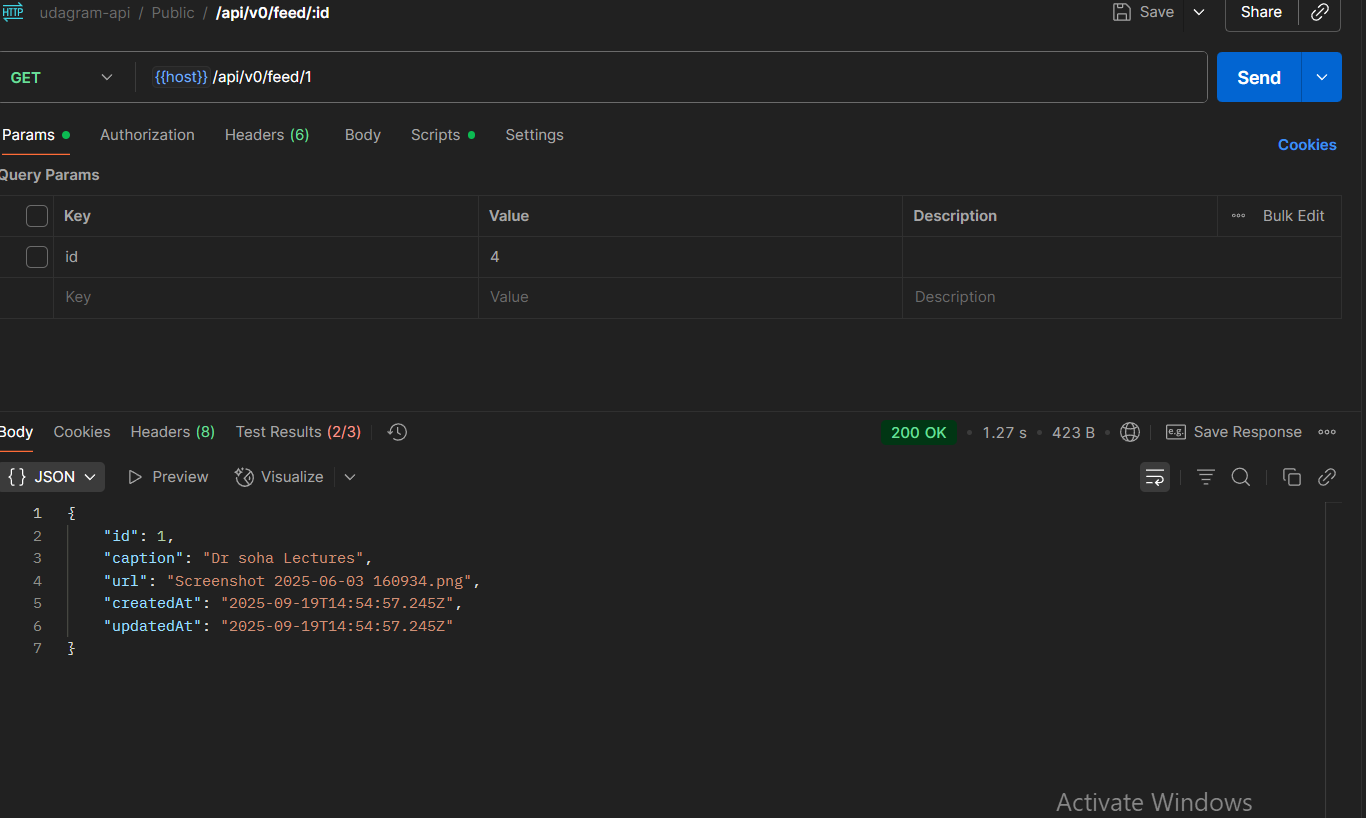 HTTP udagram-api / Public / /api/v0/feed/:id Save Share
GET {{host}} /api/v0/feed/1 Send
Params Authorization Headers (6) Body Scripts Settings Cookies
Query Params
Key Value Description Bulk Edit
id 4
Key Value Description
Body Cookies Headers (8) Test Results (2/3) 200 OK 1.27 s 423 B e.g. Save Response
{} JSON Preview Visualize
1 {
2 "id": 1,
3 "caption": "Dr soha Lectures",
4 "url": "Screenshot 2025-06-03 160934.png",
5 "createdAt": "2025-09-19T14:54:57.245Z",
6 "updatedAt": "2025-09-19T14:54:57.245Z"
7 }
Activate Windows